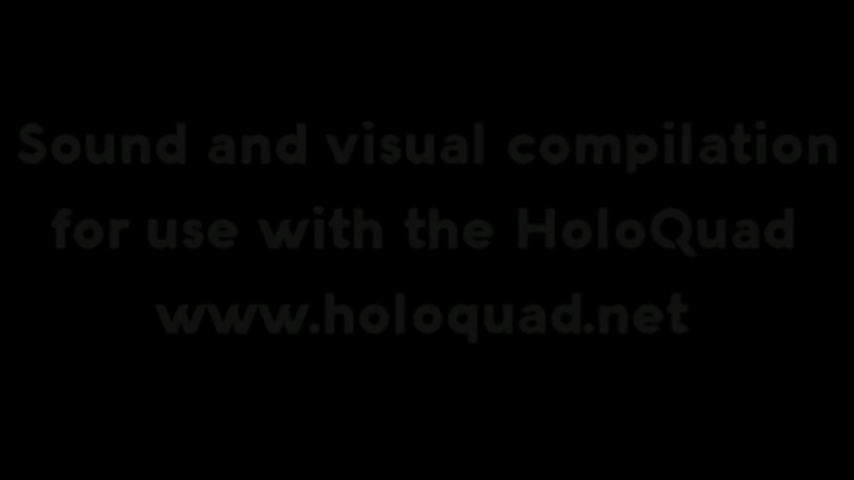 Sound and visual compilation
for use with the HoloQuad
www.holoquad.net